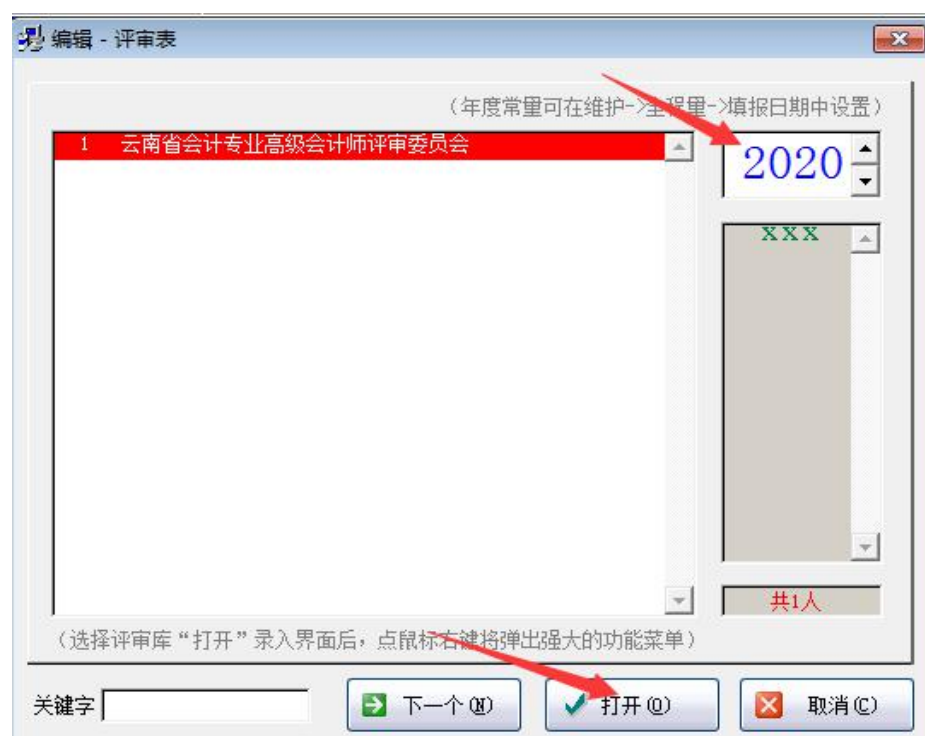 编辑 - 评审表
（年度常量可在维护->全程量->填报日期中设置）
1 云南省会计专业高级会计师评审委员会
2020
XXX
共1人
（选择评审库“打开”录入界面后，点鼠标右键将弹出强大的功能菜单）
关键字
下一个(N)
打开(O)
取消(C)